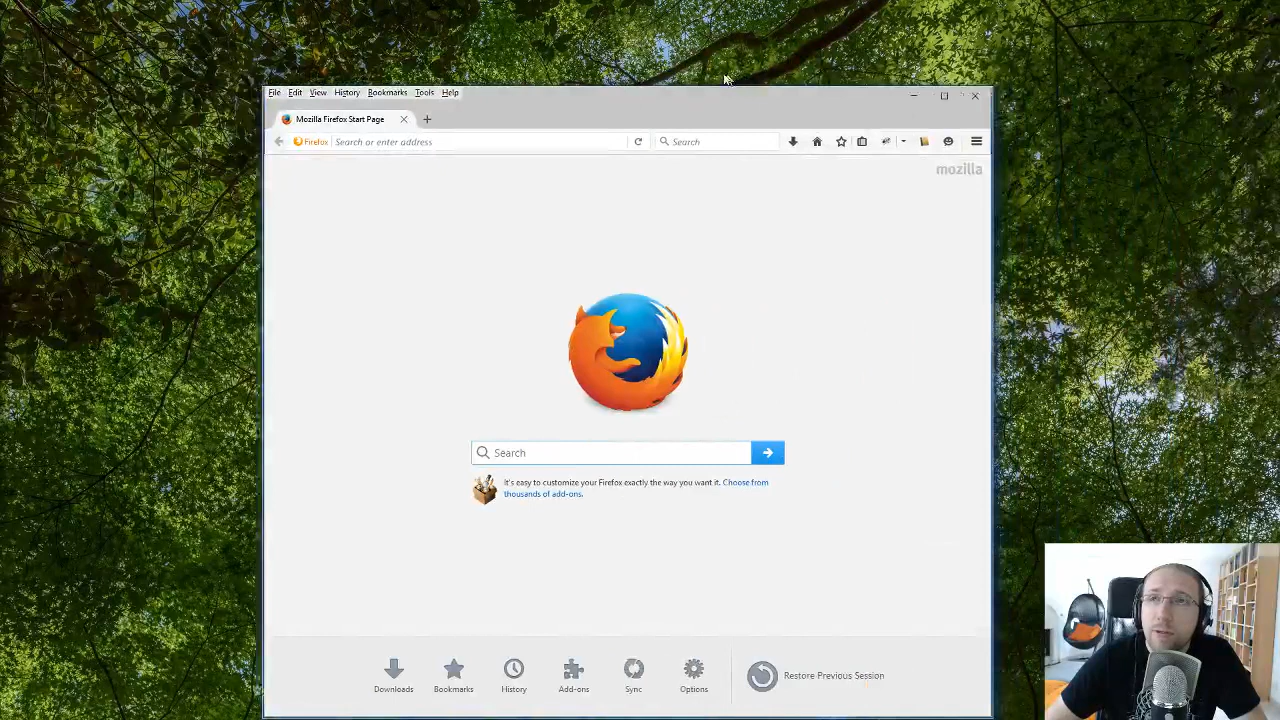 File Edit View History Bookmarks Tools Help
Mozilla Firefox Start Page
Firefox Search or enter address Search
mozilla
Search
It's easy to customize your Firefox exactly the way you want it. Choose from
thousands of add-ons.
Downloads Bookmarks History Add-ons Sync Options Restore Previous Session